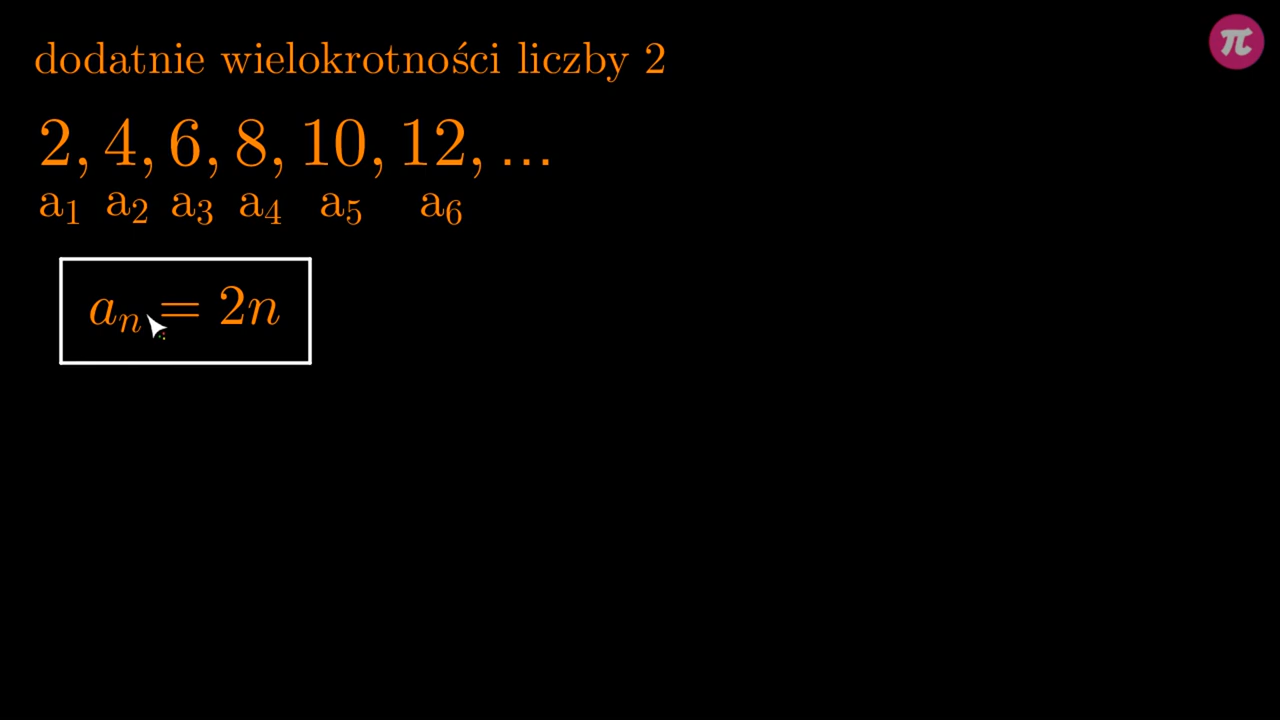 dodatnie wielokrotności liczby 2
2, 4, 6, 8, 10, 12, ...
a₁ a₂ a₃ a₄ a₅ a₆
aₙ = 2n
π